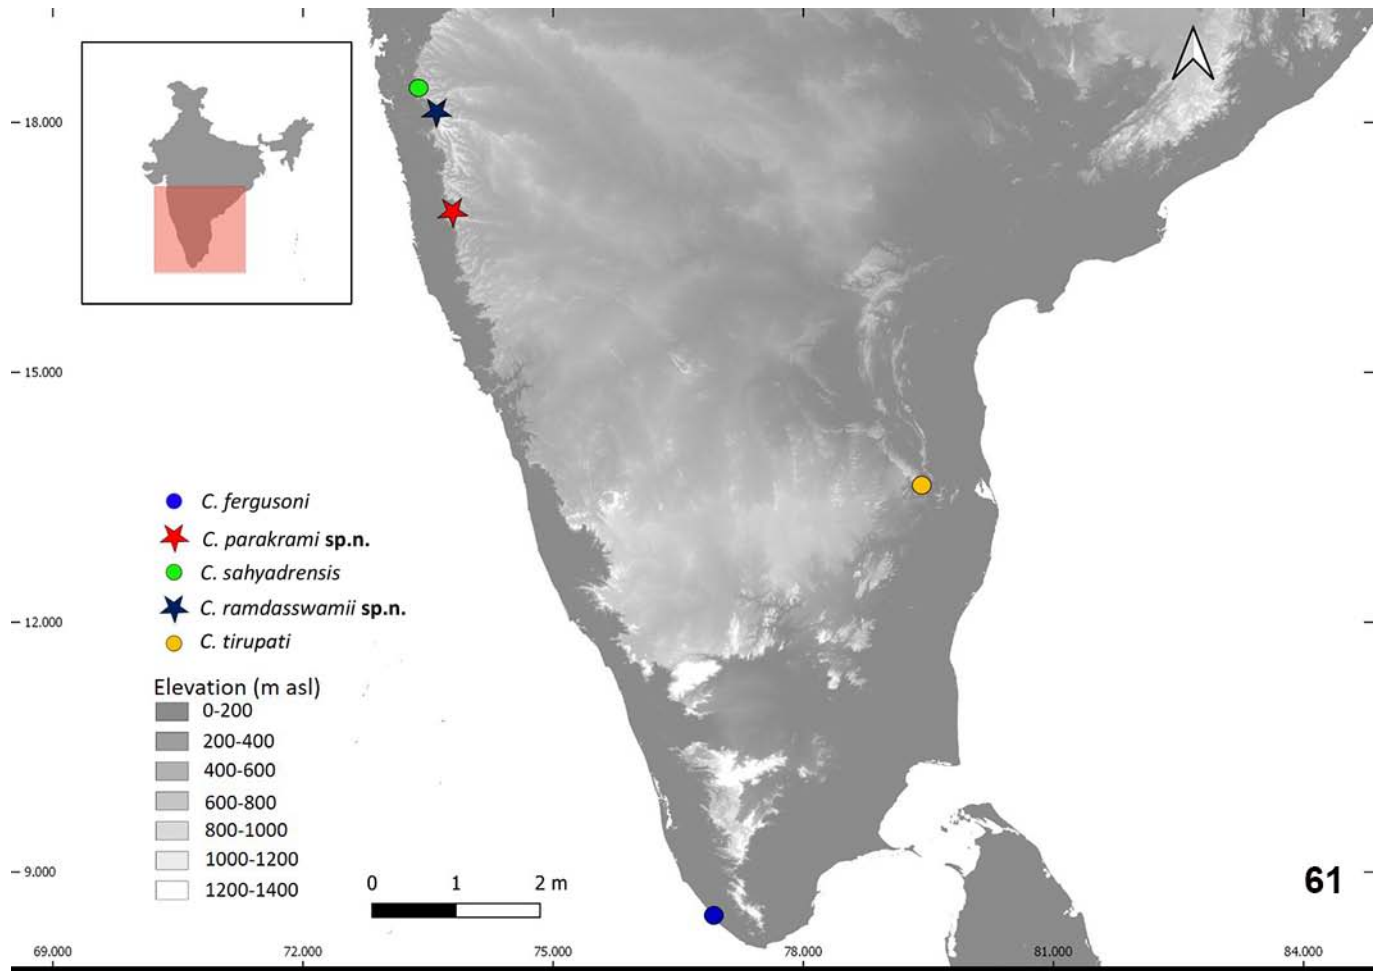 18.000
15.000
C. fergusoni
C. parakrami sp.n.
C. sahyadrensis
C. ramdasswamii sp.n.
12.000
C. tirupati
Elevation (m asl)
0-200
200-400
400-600
600-800
800-1000
1000-1200
1200-1400
9.000
0 1 2 m
61
69.000 72.000 75.000 78.000 81.000 84.000